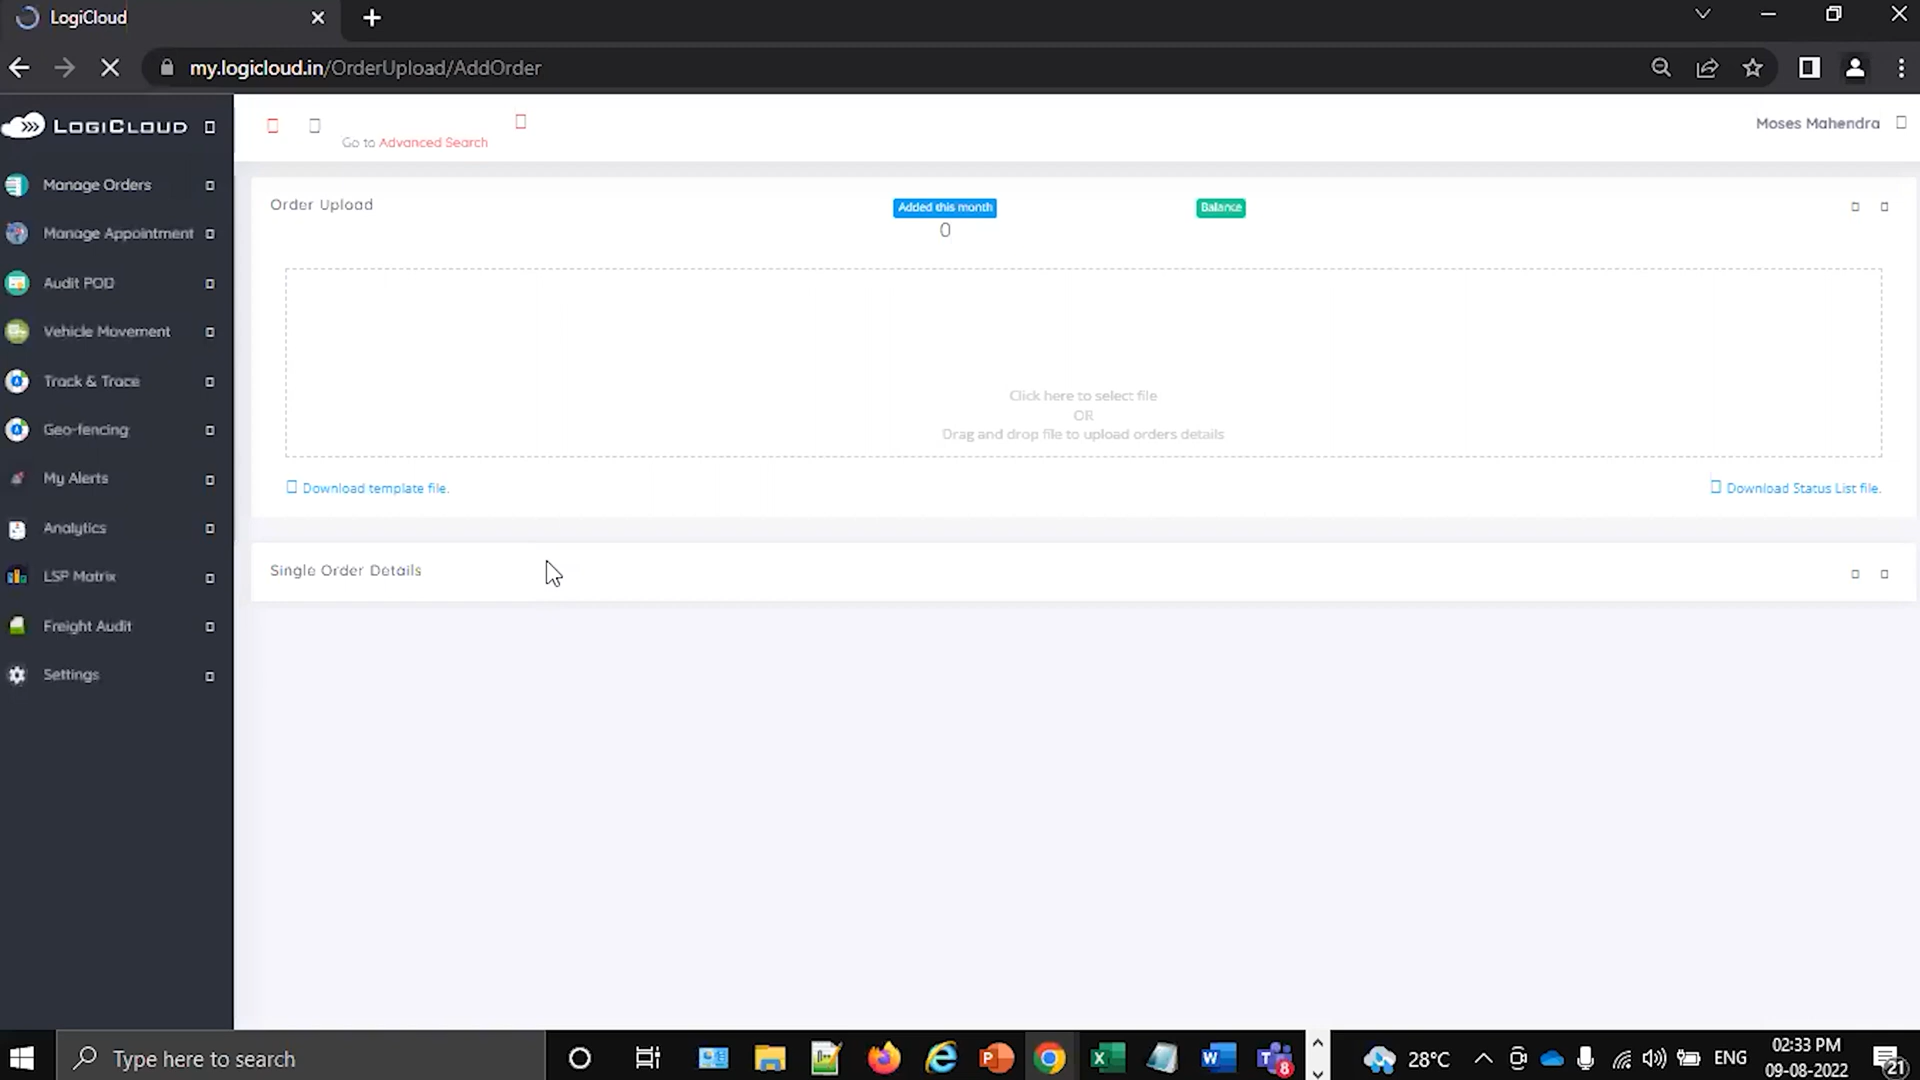 LogiCloud
my.logicloud.in/OrderUpload/AddOrder
LOGICLOUD
Go to Advanced Search
Moses Mahendra
Manage Orders
Manage Appointment
Audit POD
Vehicle Movement
Track & Trace
Geo-fencing
My Alerts
Analytics
LSP Matrix
Freight Audit
Settings
Order Upload
Added this month
0
Balance
Click here to select file
OR
Drag and drop file to upload orders details
Download template file.
Download Status List file.
Single Order Details
Type here to search
8
28°C
ENG
02:33 PM
09-08-2022
21